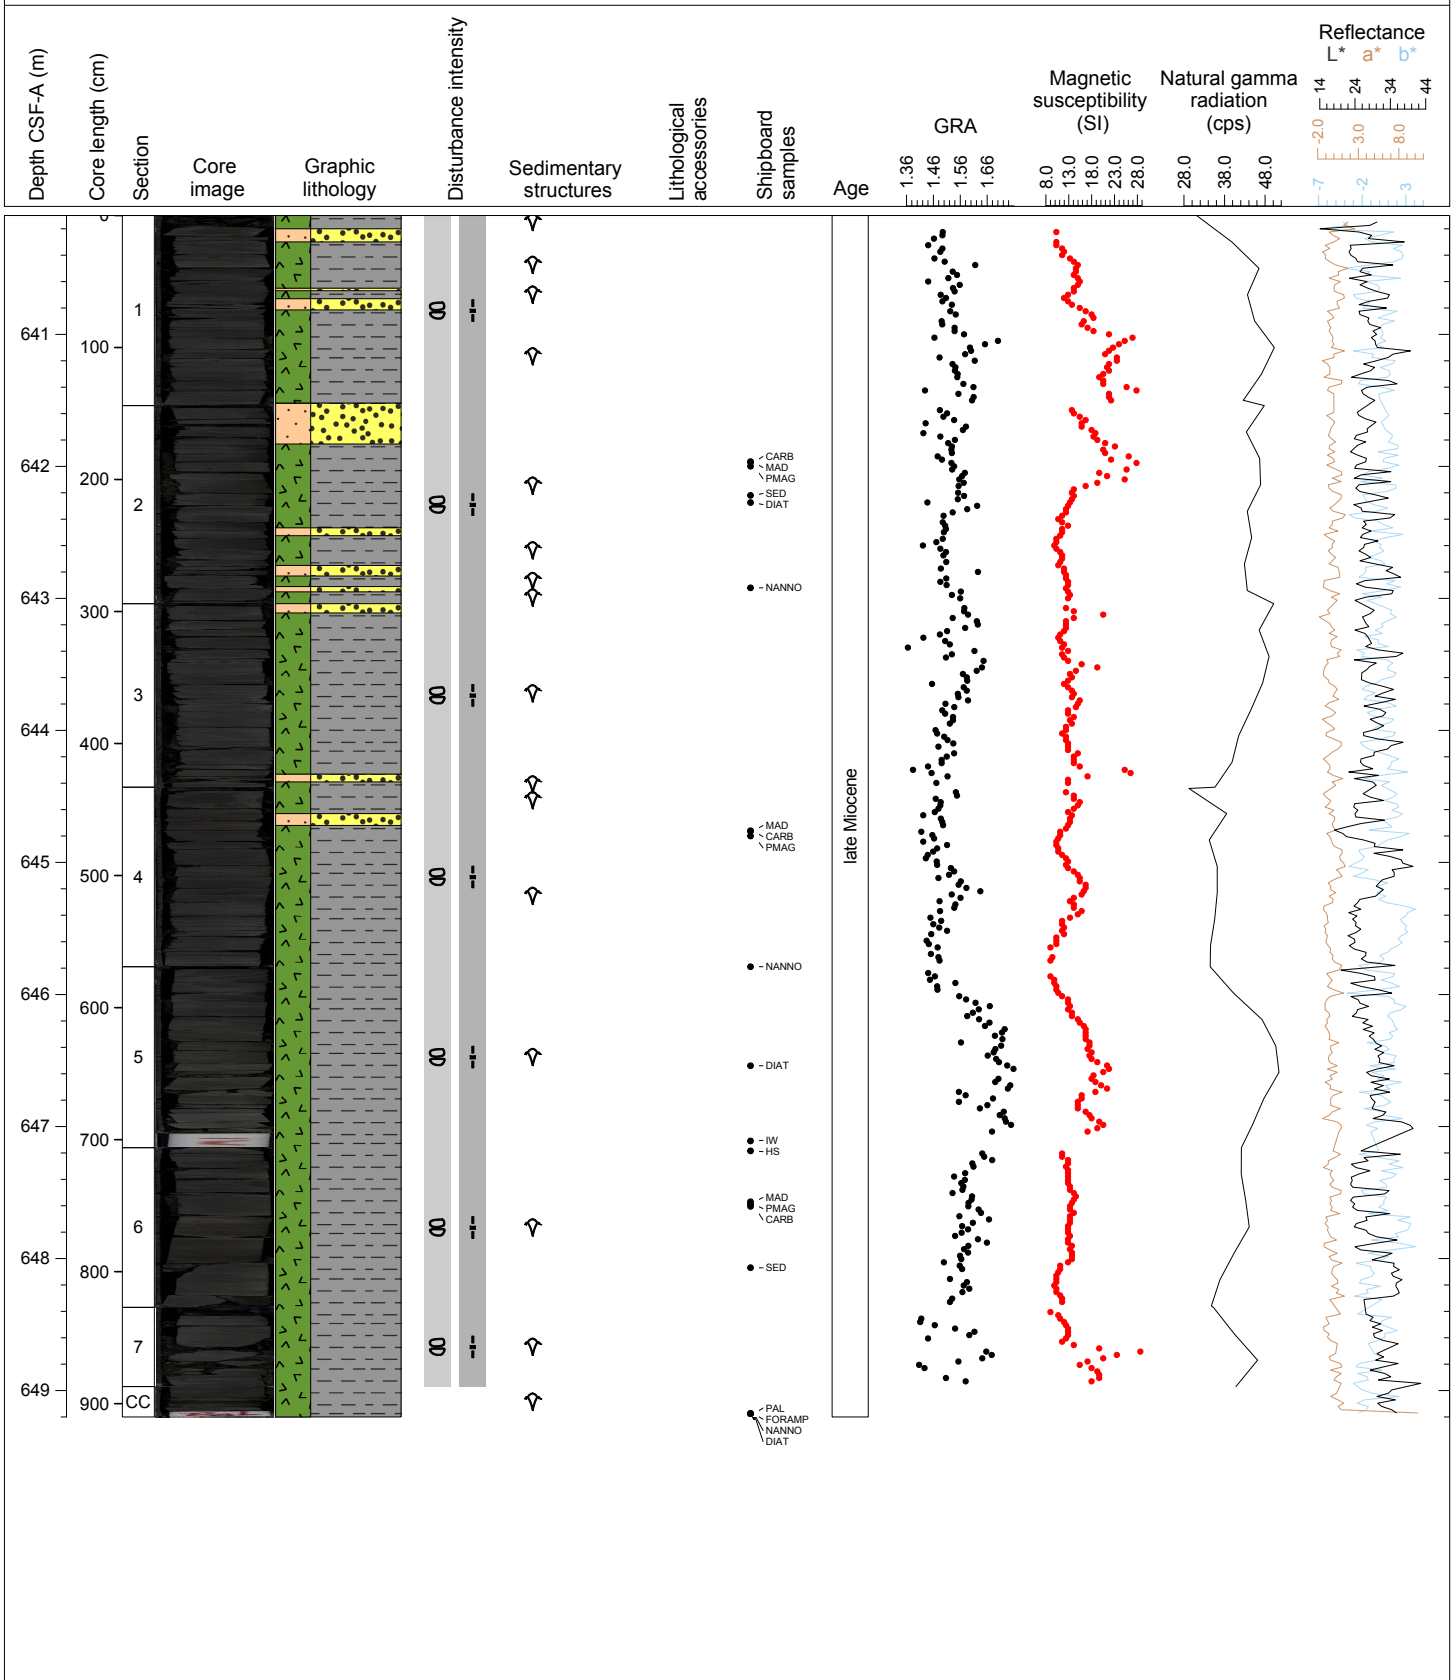 Depth CSF-A (m)
Core length (cm)
Section
Core
image
Graphic
lithology
Disturbance intensity
Sedimentary
structures
Lithological
accessories
Shipboard
samples
Age
GRA
1.36
1.46
1.56
1.66
Magnetic
susceptibility
(SI)
8.0
13.0
18.0
23.0
28.0
Natural gamma
radiation
(cps)
28.0
38.0
48.0
Reflectance
L* a* b*
14
24
34
44
-2.0
3.0
8.0
-7
-2
3
0
641
100
1
642
200
2
CARB
MAD
PMAG
SED
DIAT
643
300
NANNO
3
644
400
late Miocene
MAD
CARB
PMAG
645
500
4
NANNO
646
600
5
DIAT
647
700
IW
HS
MAD
PMAG
CARB
6
648
800
SED
7
649
900
CC
PAL
FORAMP
NANNO
DIAT